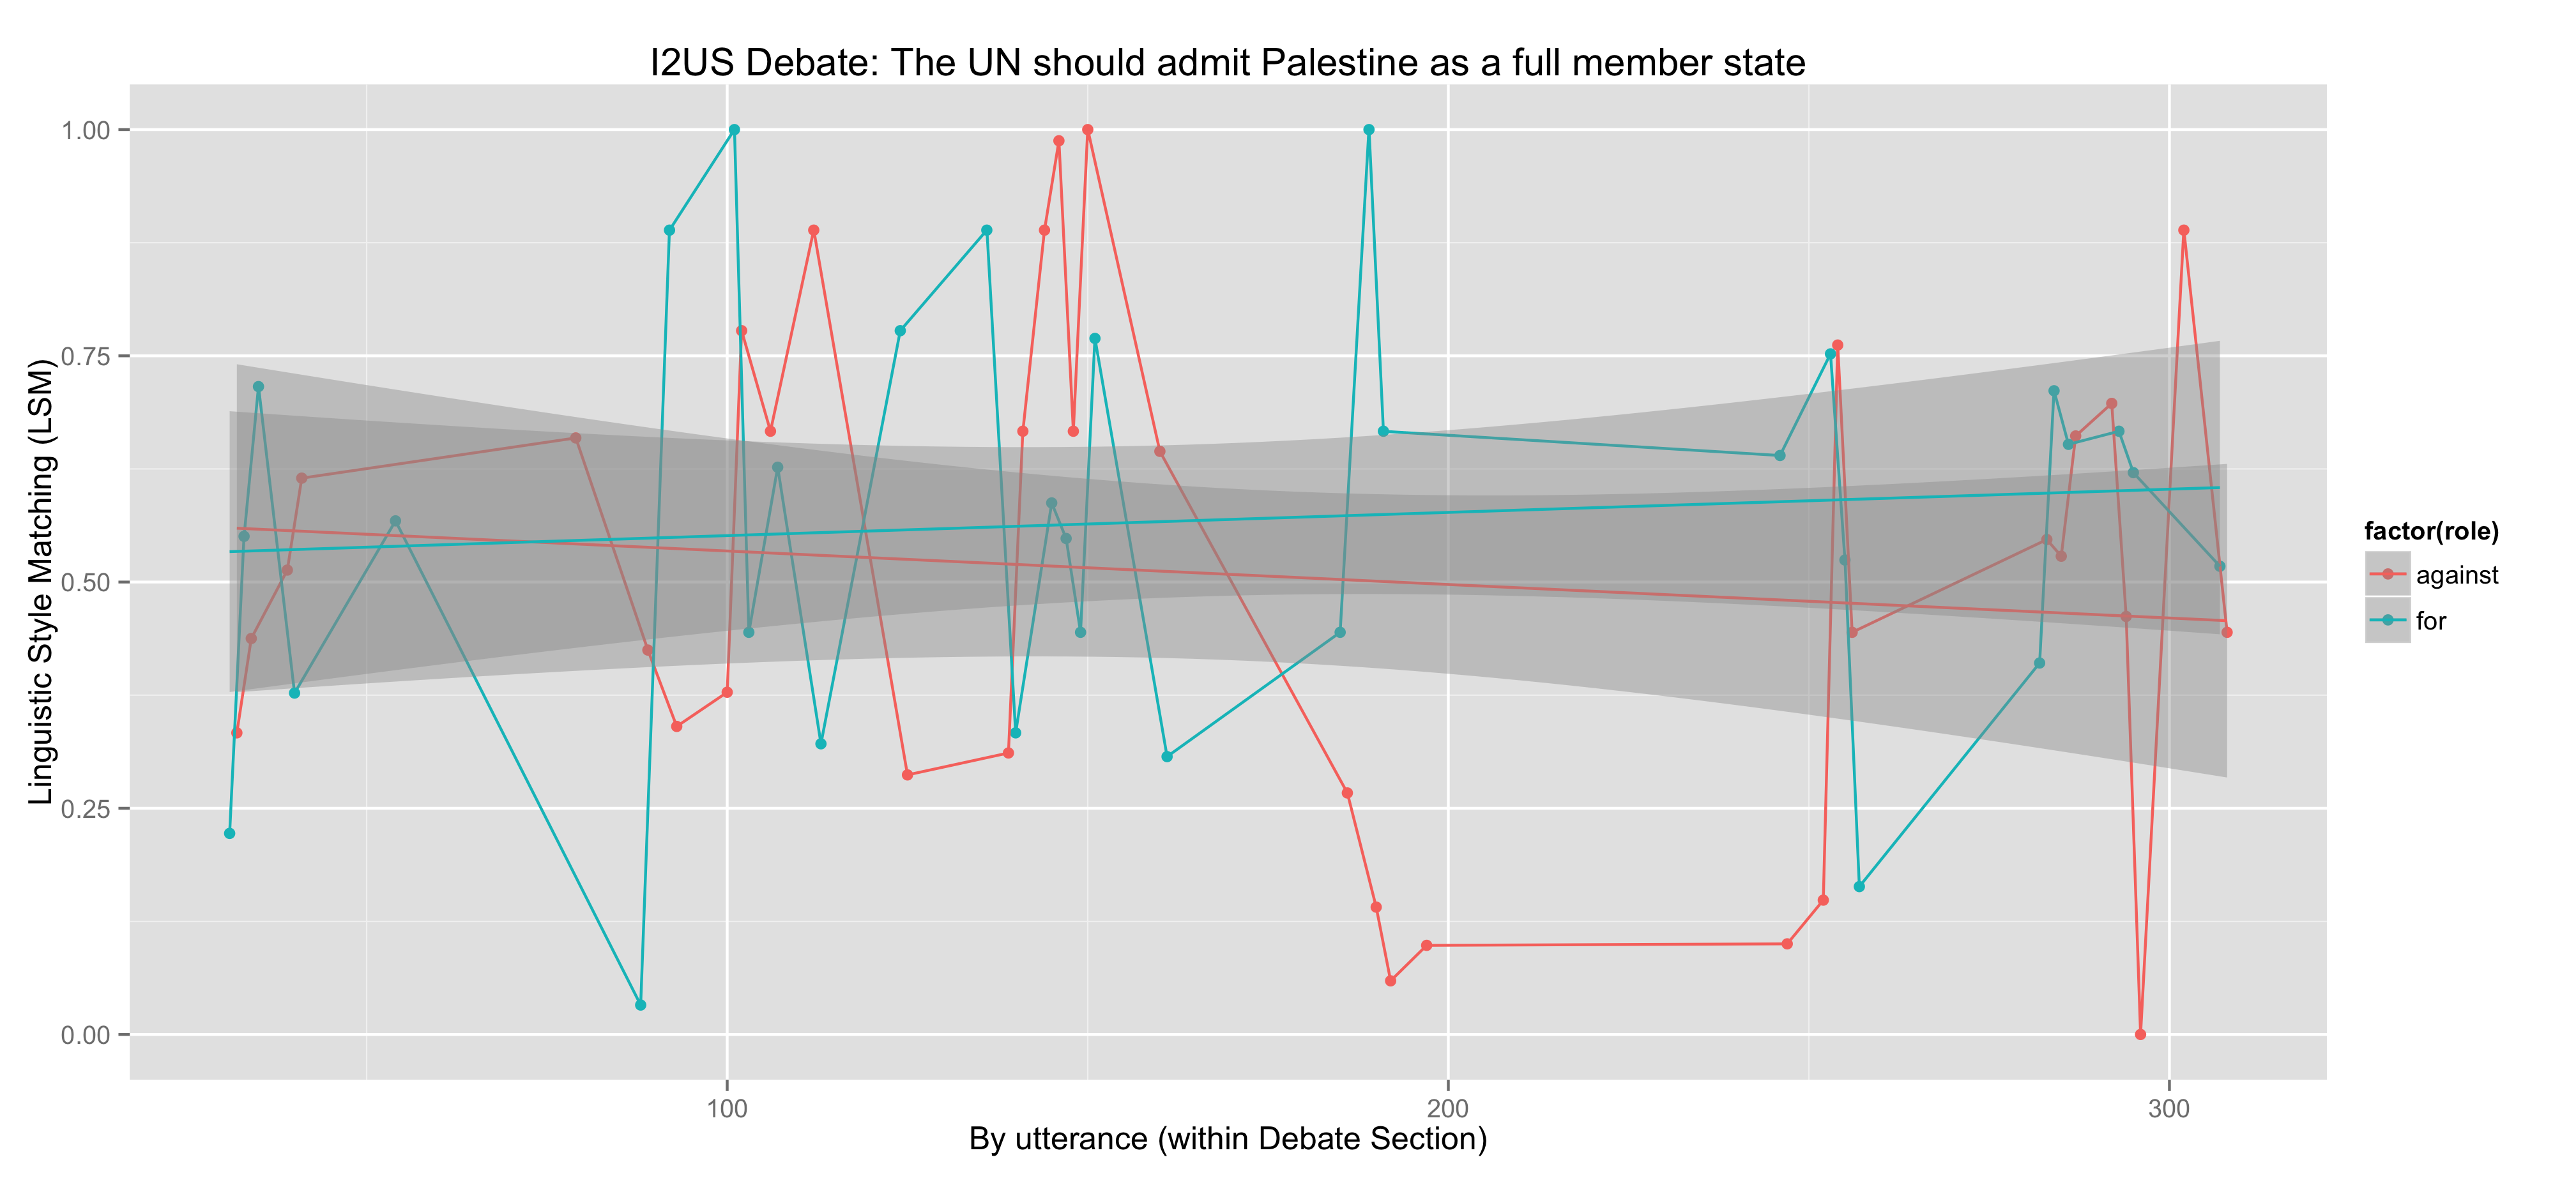 I2US Debate: The UN should admit Palestine as a full member state
Linguistic Style Matching (LSM)
1.00
0.75
0.50
0.25
0.00
100
200
300
By utterance (within Debate Section)
factor(role)
against
for